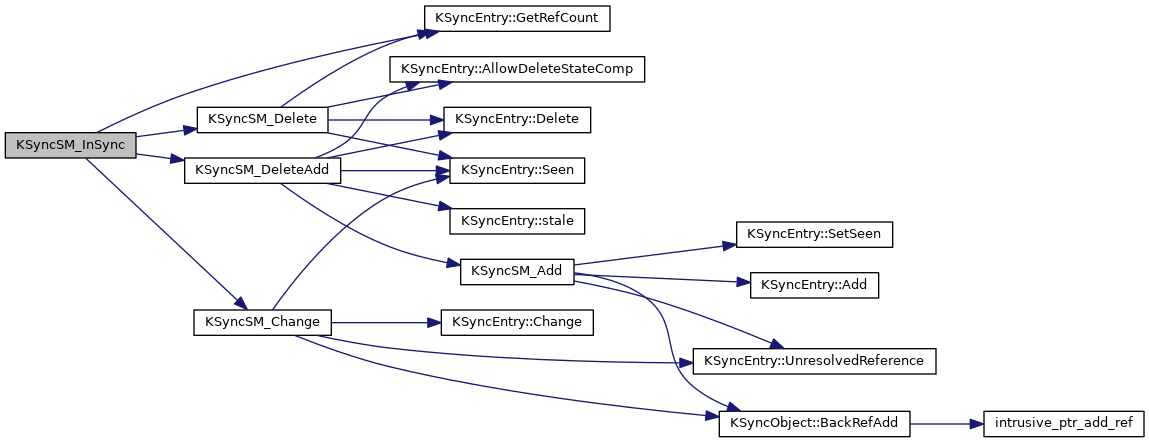 KSyncEntry::GetRefCount
KSyncEntry::AllowDeleteStateComp
KSyncSM_Delete
KSyncEntry::Delete
KSyncSM_InSync
KSyncSM_DeleteAdd
KSyncEntry::Seen
KSyncEntry::stale
KSyncEntry::SetSeen
KSyncSM_Add
KSyncEntry::Add
KSyncSM_Change
KSyncEntry::Change
KSyncEntry::UnresolvedReference
KSyncObject::BackRefAdd
intrusive_ptr_add_ref